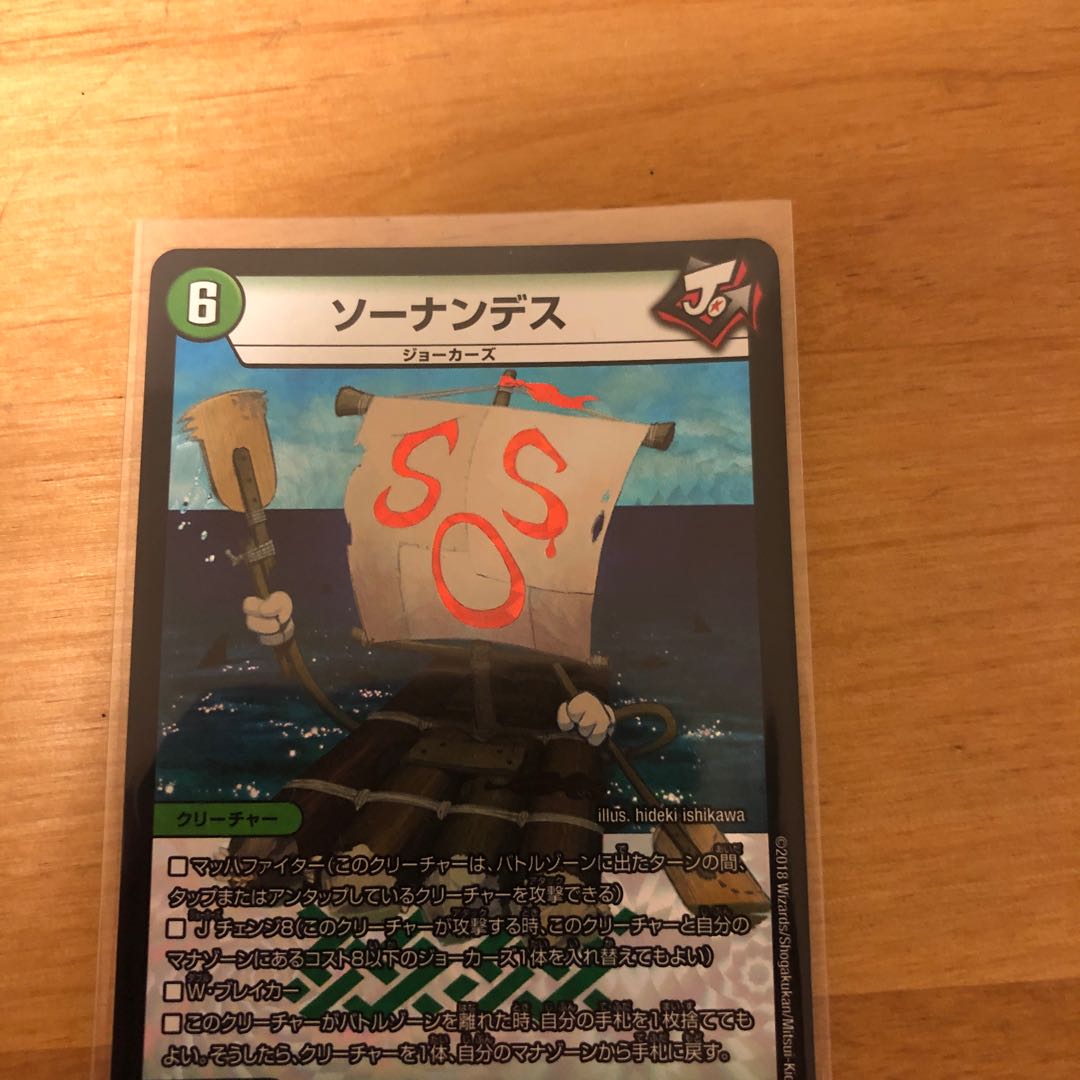 6
ソーナンデス
J
ジョーカーズ
S S
O
クリーチャー
illus. hideki ishikawa
■マッハファイター(このクリーチャーは、バトルゾーンに出たターンの間、
タップまたはアンタップしているクリーチャーを攻撃できる)
■Jチェンジ8(このクリーチャーが攻撃する時、このクリーチャーと自分の
マナゾーンにあるコスト8以下のジョーカーズ1体を入れ替えてもよい)
■W・ブレイカー
■このクリーチャーがバトルゾーンを離れた時、自分の手札を1枚捨てても
よい。そうしたら、クリーチャーを1体、自分のマナゾーンから手札に戻す。
©2018 Wizards/Shogakukan/Mitsui-Kid